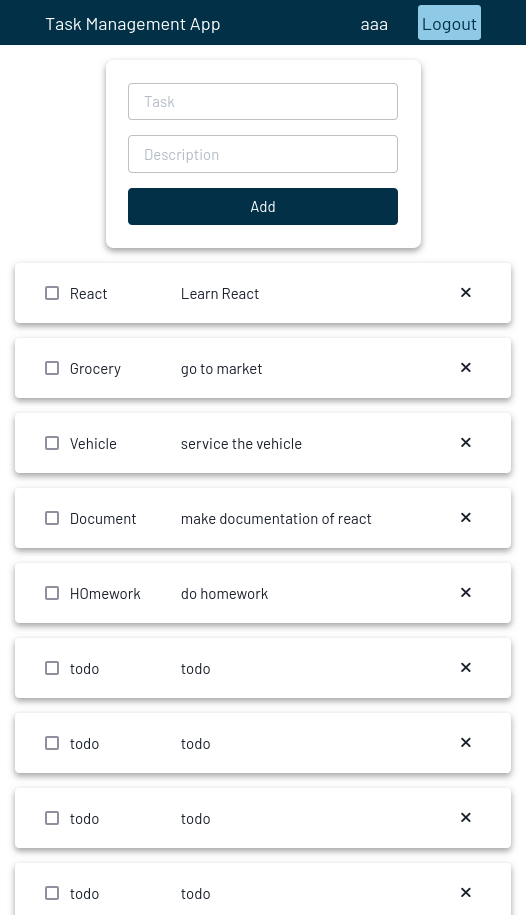 Task Management App aaa Logout
Task
Description
Add
React Learn React
Grocery go to market
Vehicle service the vehicle
Document make documentation of react
HOmework do homework
todo todo
todo todo
todo todo
todo todo